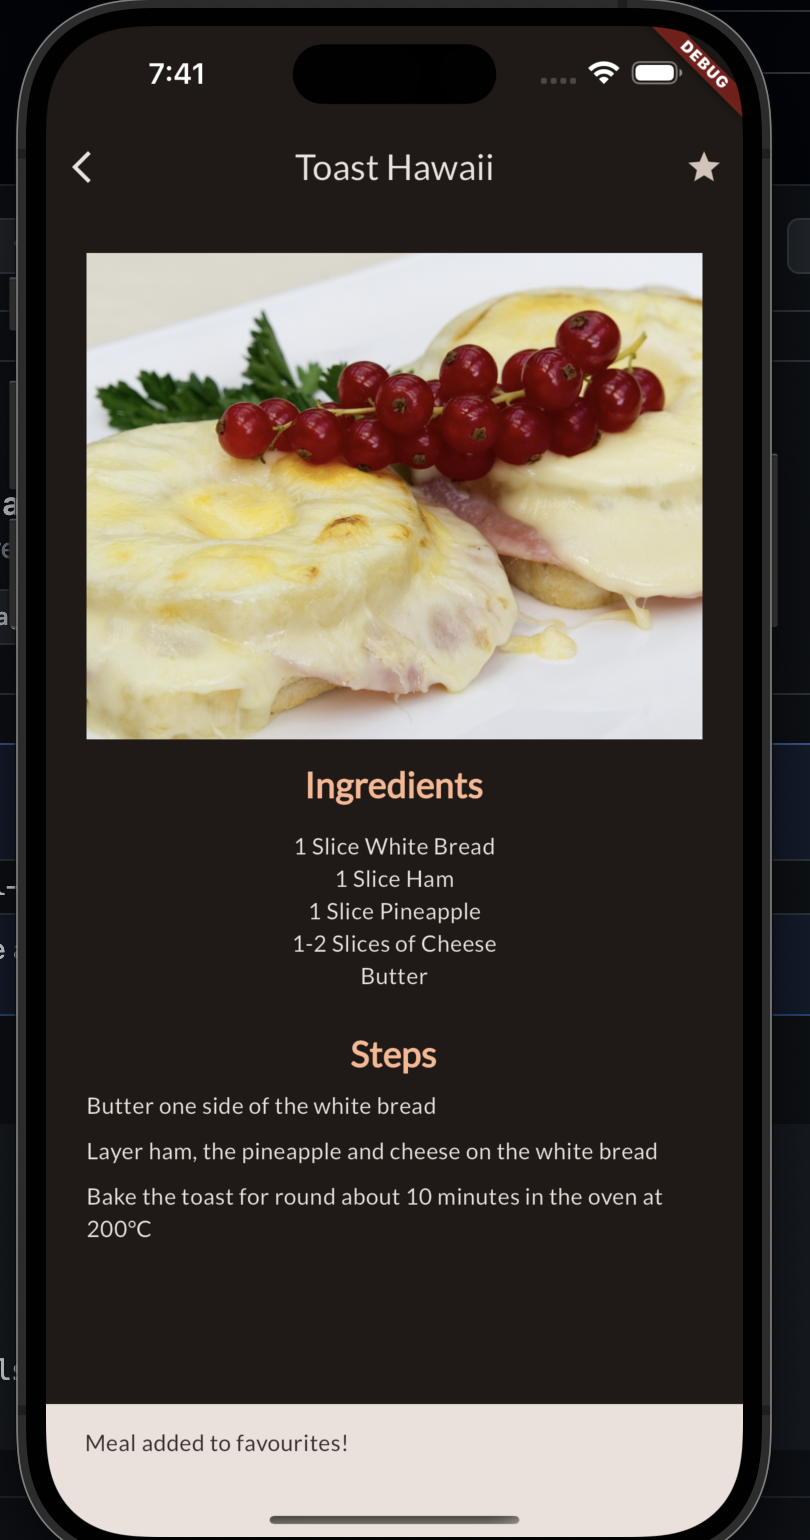 7:41
DEBUG
Toast Hawaii
Ingredients
1 Slice White Bread
1 Slice Ham
1 Slice Pineapple
1-2 Slices of Cheese
Butter
Steps
Butter one side of the white bread
Layer ham, the pineapple and cheese on the white bread
Bake the toast for round about 10 minutes in the oven at
200°C
Meal added to favourites!